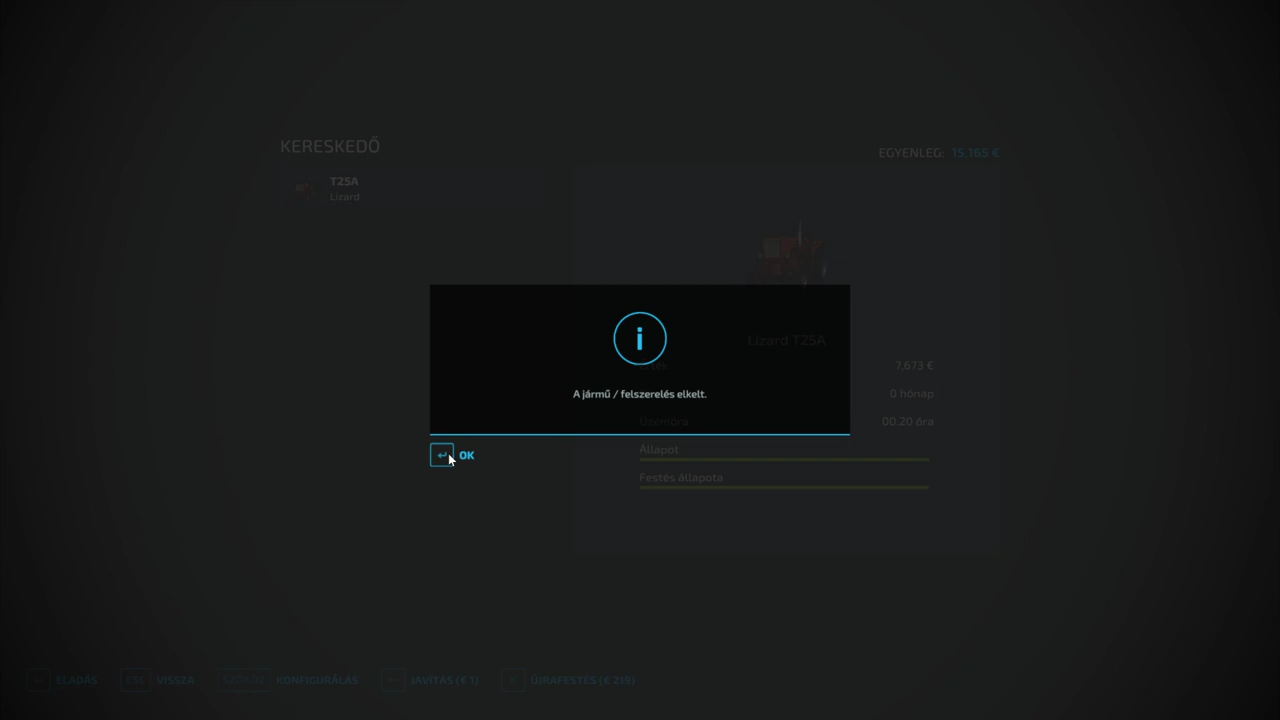 KERESKEDŐ
EGYENLEG: 15,165 €
T25A
Lizard
Lizard T25A
7,673 €
A jármű / felszerelés elkelt.
0 hónap
Üzemóra 00:20 óra
OK
Állapot
Festés állapota
ELADÁS ESC VISSZA SZÓKÖZ KONFIGURÁLÁS JAVÍTÁS (€ 1) ÚJRAFESTÉS (€ 219)